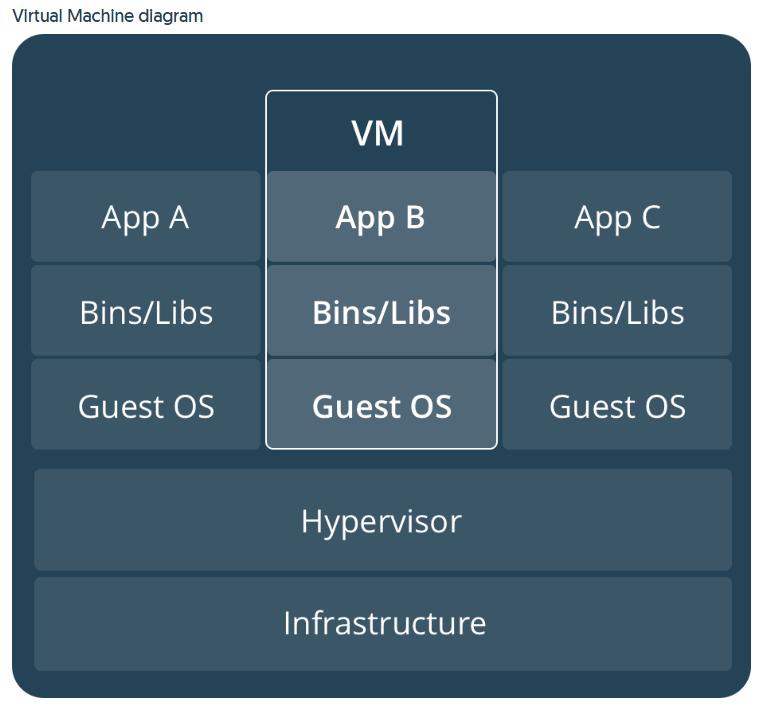 Virtual Machine diagram
VM
App A
App B
App C
Bins/Libs
Bins/Libs
Bins/Libs
Guest OS
Guest OS
Guest OS
Hypervisor
Infrastructure